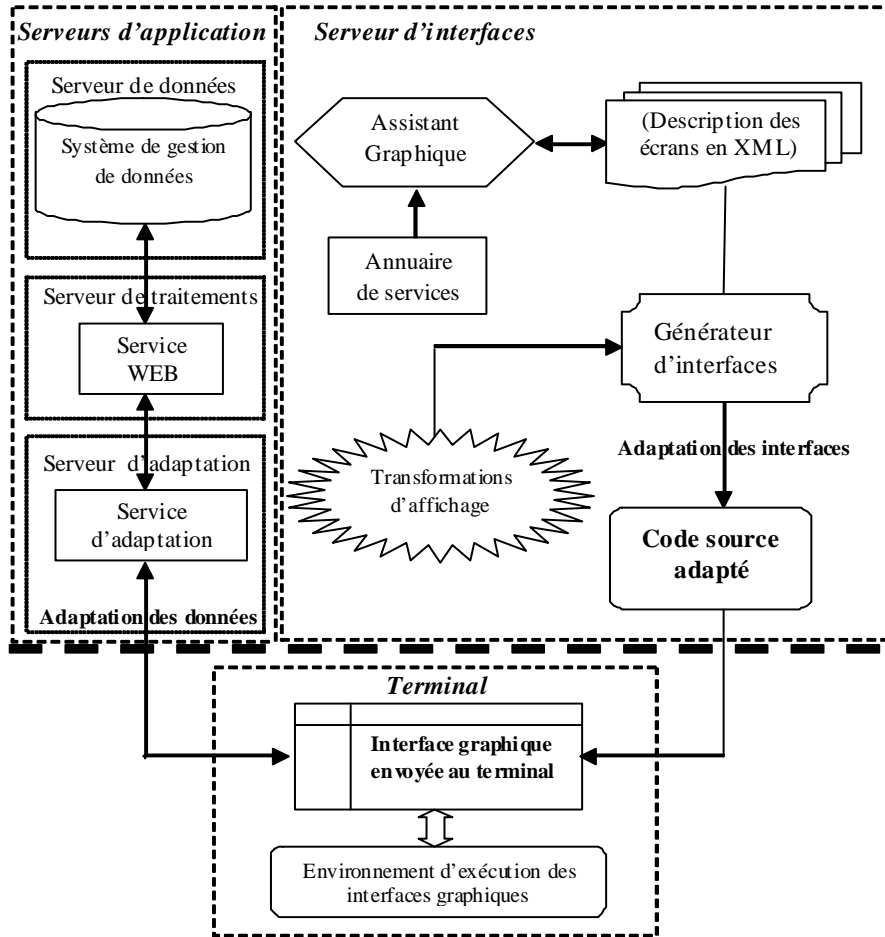 Serveurs d'application
Serveur de données
Système de gestion
de données
Serveur de traitements
Service
WEB
Serveur d'adaptation
Service
d'adaptation
Adaptation des données
Serveur d'interfaces
Assistant
Graphique
(Description des
écrans en XML)
Annuaire
de services
Générateur
d'interfaces
Transformations
d'affichage
Adaptation des interfaces
Code source
adapté
Terminal
Interface graphique
envoyée au terminal
Environnement d'exécution des
interfaces graphiques